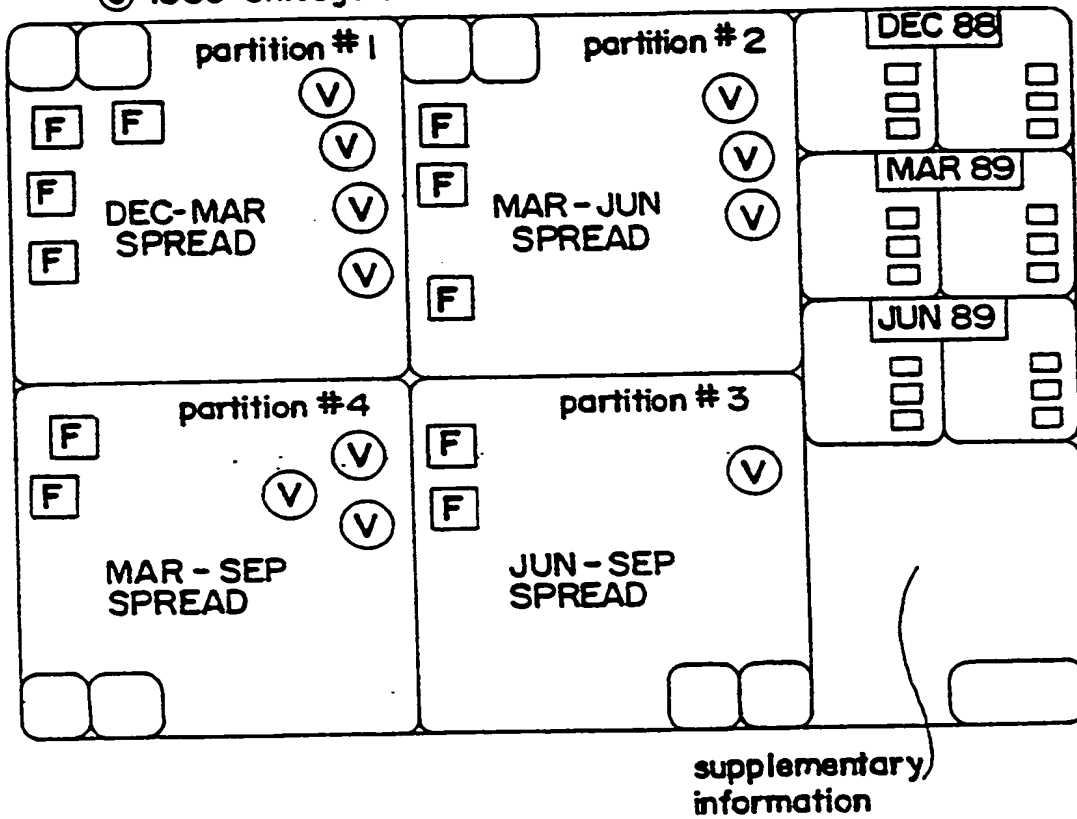 partition #1
F F
V
V
F
V
DEC-MAR
SPREAD
F
V
partition #2
F
V
V
F
V
MAR-JUN
SPREAD
F
DEC 88
MAR 89
JUN 89
partition #4
F
V
F
V
V
MAR-SEP
SPREAD
partition #3
F
V
F
JUN-SEP
SPREAD
supplementary
information